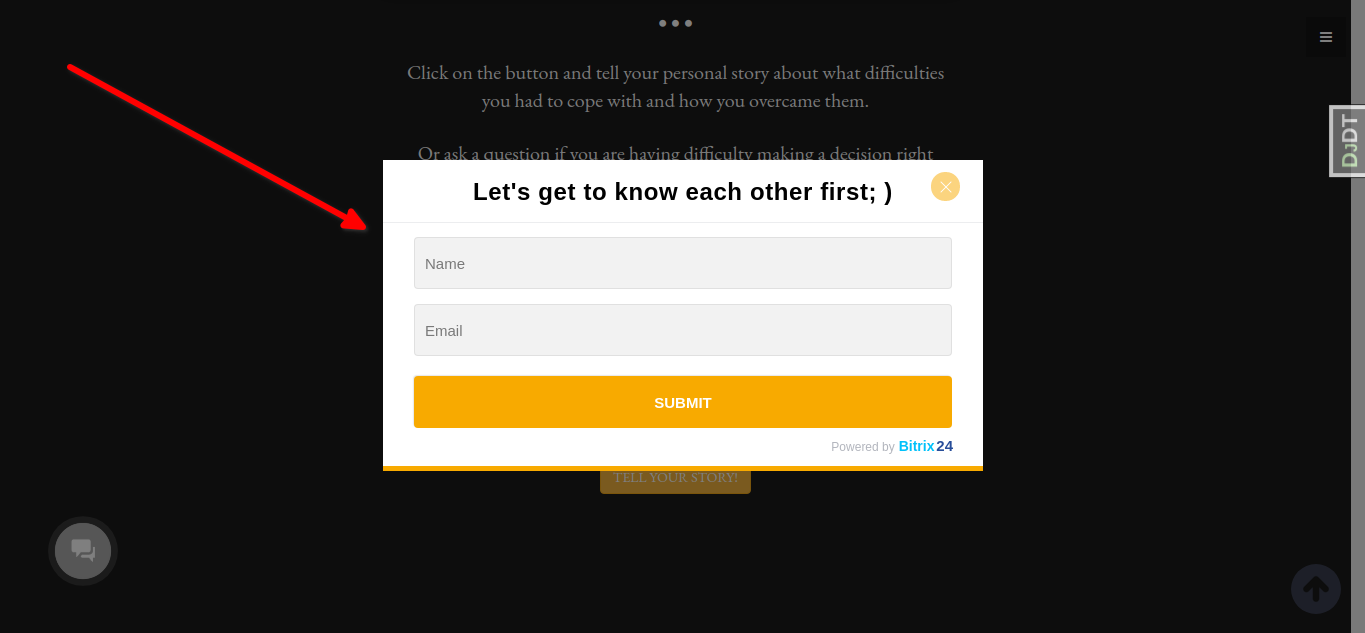 Click on the button and tell your personal story about what difficulties
you had to cope with and how you overcame them.
Or ask a question if you are having difficulty making a decision right
Let's get to know each other first; )
Name
Email
SUBMIT
Powered by Bitrix24
TELL YOUR STORY!
DJDT